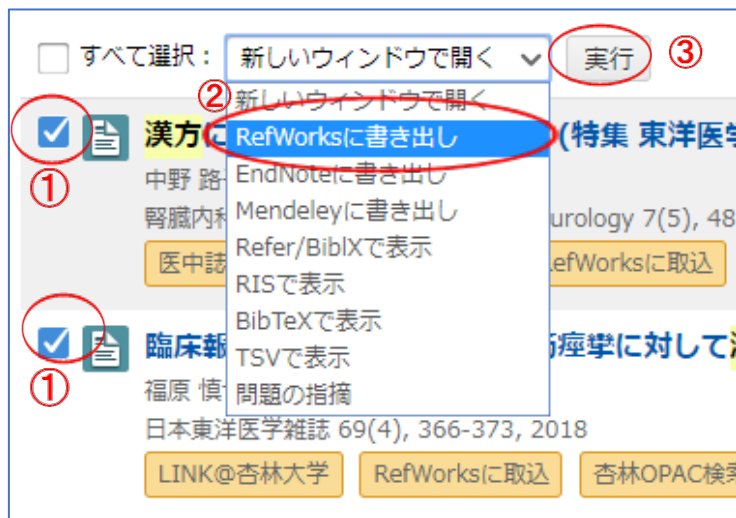 すべて選択： 新しいウィンドウで開く 実行 ③
② 新しいウィンドウで開く
漢方に RefWorksに書き出し (特集 東洋医学
①
中野 路 EndNoteに書き出し
腎臓内科 Mendeleyに書き出し urology 7(5), 48
Refer/BiblXで表示
医中誌 RefWorksに取込
RISで表示
BibTeXで表示
臨床報 筋痙攣に対して
TSVで表示
①
福原 慎 問題の指摘
日本東洋医学雑誌 69(4), 366-373, 2018
LINK@杏林大学 RefWorksに取込 杏林OPAC検索